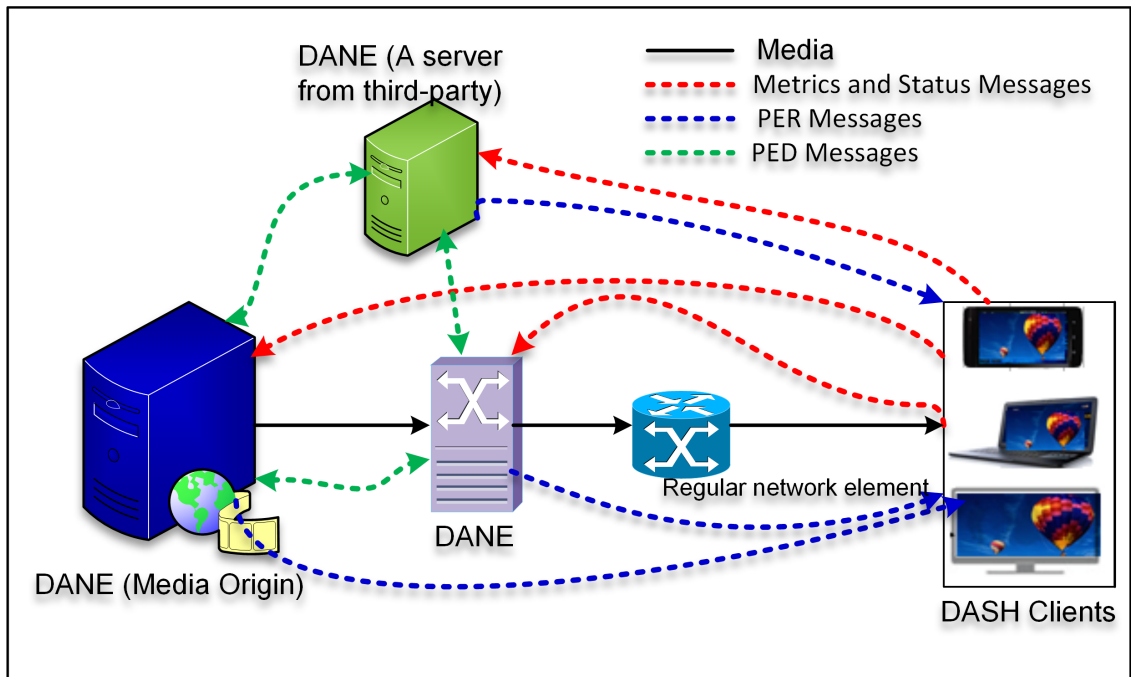 DANE (A server
from third-party)
Media
Metrics and Status Messages
PER Messages
PED Messages
Regular network element
DANE
DANE (Media Origin)
DASH Clients